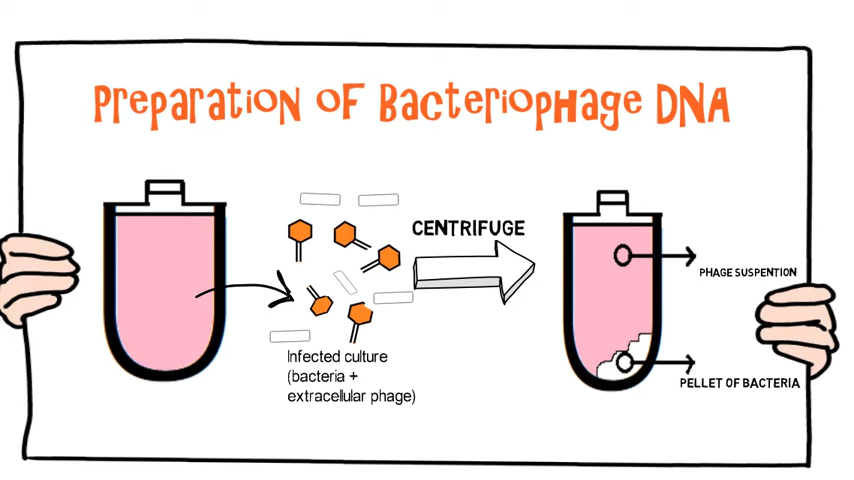 Preparation of Bacteriophage DNA
CENTRIFUGE
PHAGE SUSPENTION
Infected culture
(bacteria +
extracellular phage)
PELLET OF BACTERIA